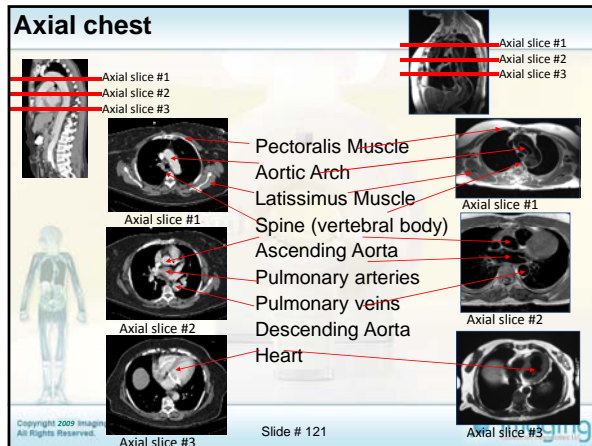 Axial chest
Axial slice #1
Axial slice #2
Axial slice #3
Axial slice #1
Axial slice #2
Axial slice #3
Pectoralis Muscle
Aortic Arch
Latissimus Muscle
Spine (vertebral body)
Ascending Aorta
Pulmonary arteries
Pulmonary veins
Descending Aorta
Heart
Axial slice #1
Axial slice #2
Axial slice #3
Axial slice #1
Axial slice #2
Axial slice #3
Copyright 2009 Imaging
All Rights Reserved.
Slide # 121